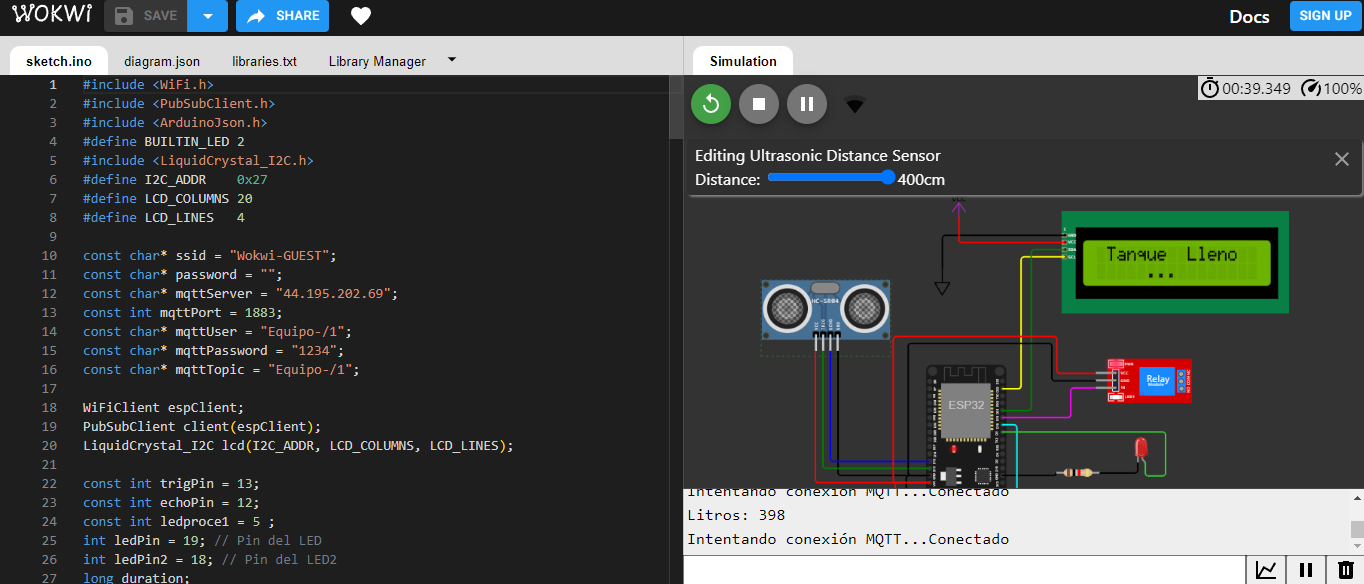 WOKWi
SAVE
SHARE
Docs
SIGN UP
sketch.ino
diagram.json
libraries.txt
Library Manager
1 #include <WiFi.h>
2 #include <PubSubClient.h>
3 #include <ArduinoJson.h>
4 #define BUILTIN_LED 2
5 #include <LiquidCrystal_I2C.h>
6 #define I2C_ADDR    0x27
7 #define LCD_COLUMNS 20
8 #define LCD_LINES   4
9
10 const char* ssid = "Wokwi-GUEST";
11 const char* password = "";
12 const char* mqttServer = "44.195.202.69";
13 const int mqttPort = 1883;
14 const char* mqttUser = "Equipo-/1";
15 const char* mqttPassword = "1234";
16 const char* mqttTopic = "Equipo-/1";
17
18 WiFiClient espClient;
19 PubSubClient client(espClient);
20 LiquidCrystal_I2C lcd(I2C_ADDR, LCD_COLUMNS, LCD_LINES);
21
22 const int trigPin = 13;
23 const int echoPin = 12;
24 const int ledproce1 = 5 ;
25 int ledPin = 19; // Pin del LED
26 int ledPin2 = 18; // Pin del LED2
27 long duration;
Simulation
00:39.349
100%
Editing Ultrasonic Distance Sensor
Distance: 400cm
Tanque Lleno
...
HC-SR04
ESP32
Relay
Module
Intentando conexión MQTT...Conectado
Litros: 398
Intentando conexión MQTT...Conectado